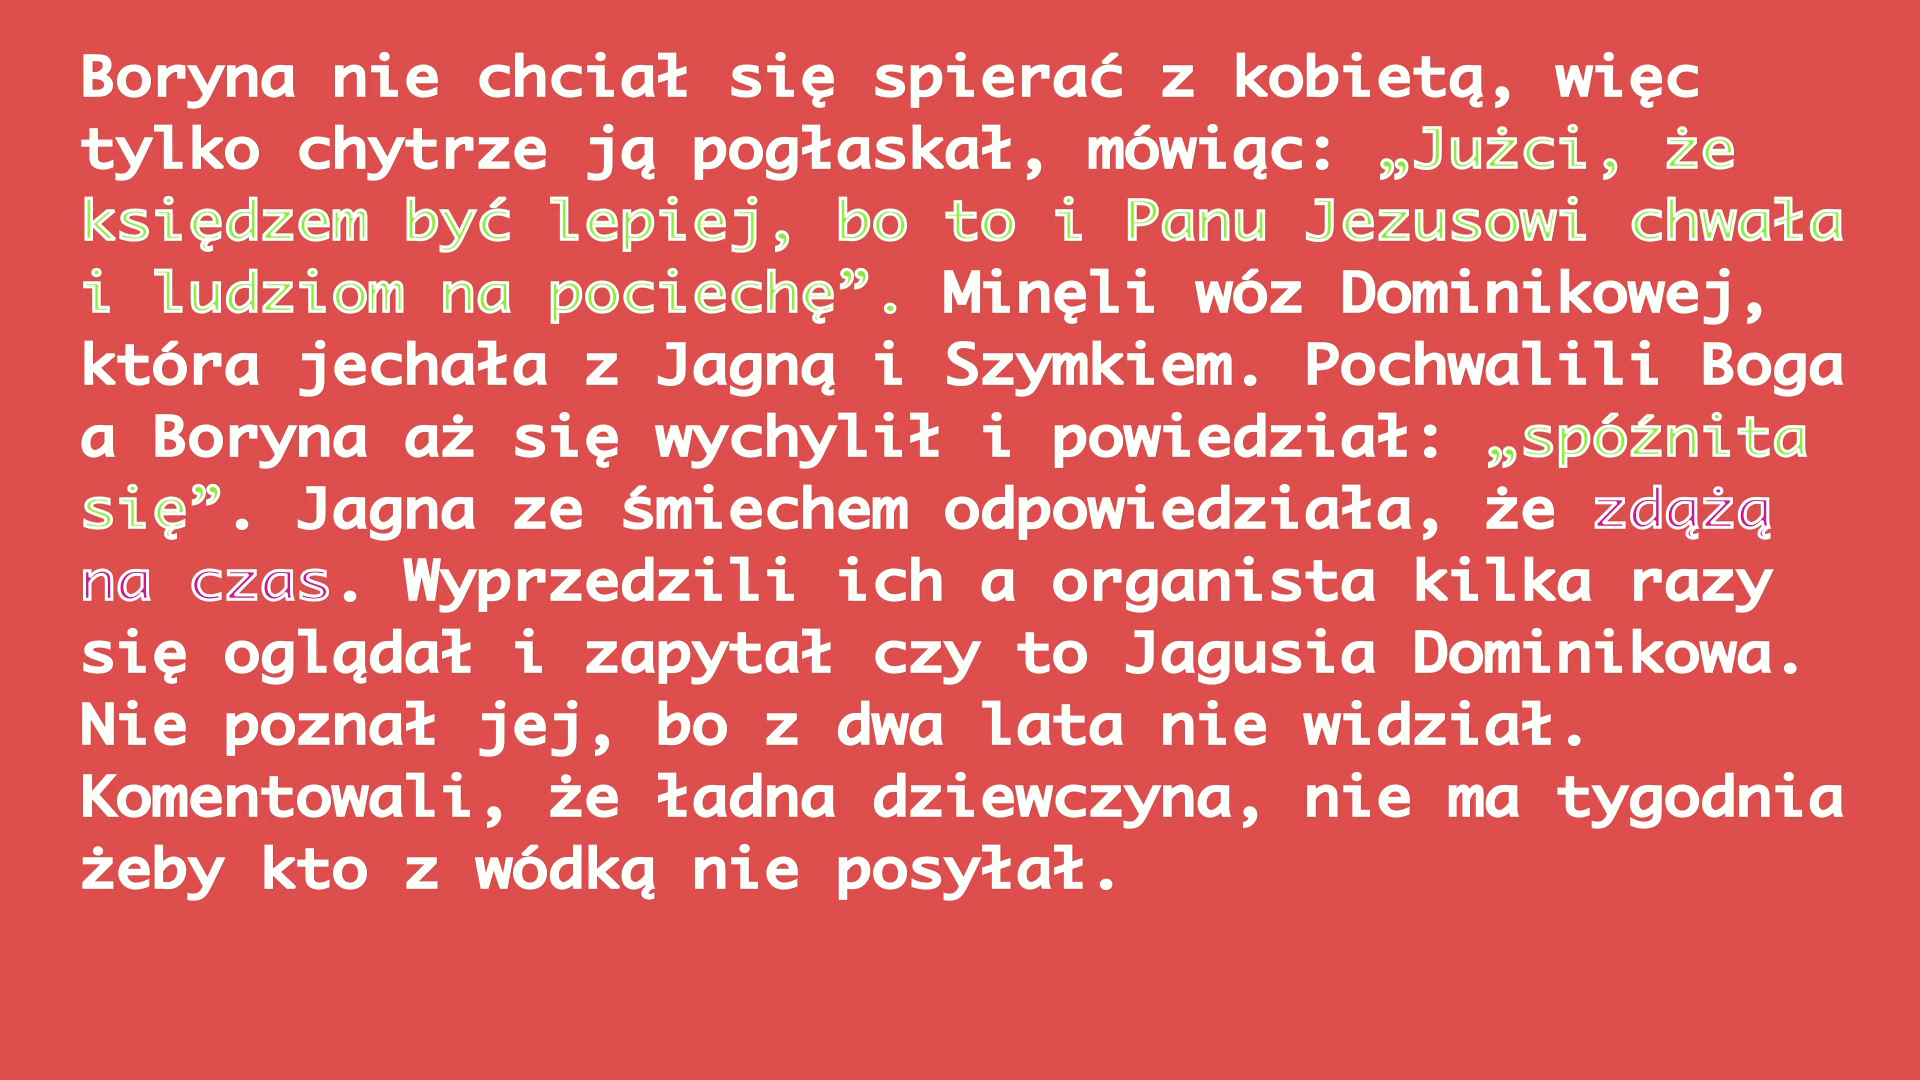 Boryna nie chciał się spierać z kobietą, więc
tylko chytrze ją pogłaskał, mówiąc: „Jużci, że
księdzem być lepiej, bo to i Panu Jezusowi chwała
i ludziom na pociechę”. Minęli wóz Dominikowej,
która jechała z Jagną i Szymkiem. Pochwalili Boga
a Boryna aż się wychylił i powiedział: „spóźnita
się”. Jagna ze śmiechem odpowiedziała, że zdążą
na czas. Wyprzedzili ich a organista kilka razy
się oglądał i zapytał czy to Jagusia Dominikowa.
Nie poznał jej, bo z dwa lata nie widział.
Komentowali, że ładna dziewczyna, nie ma tygodnia
żeby kto z wódką nie posyłał.